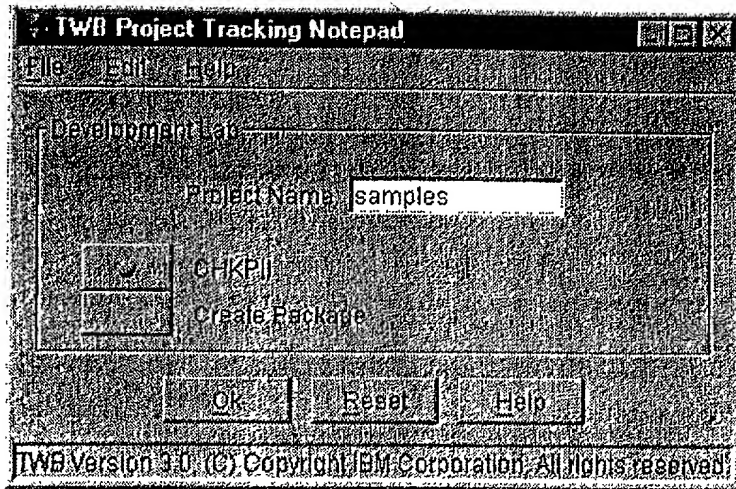 TWB Project Tracking Notepad
File Edit Help
Development Lab
Project Name samples
CHKPII
Create Package
Ok Reset Help
TWB Version 3.0 (C) Copyright IBM Corporation, All rights reserved